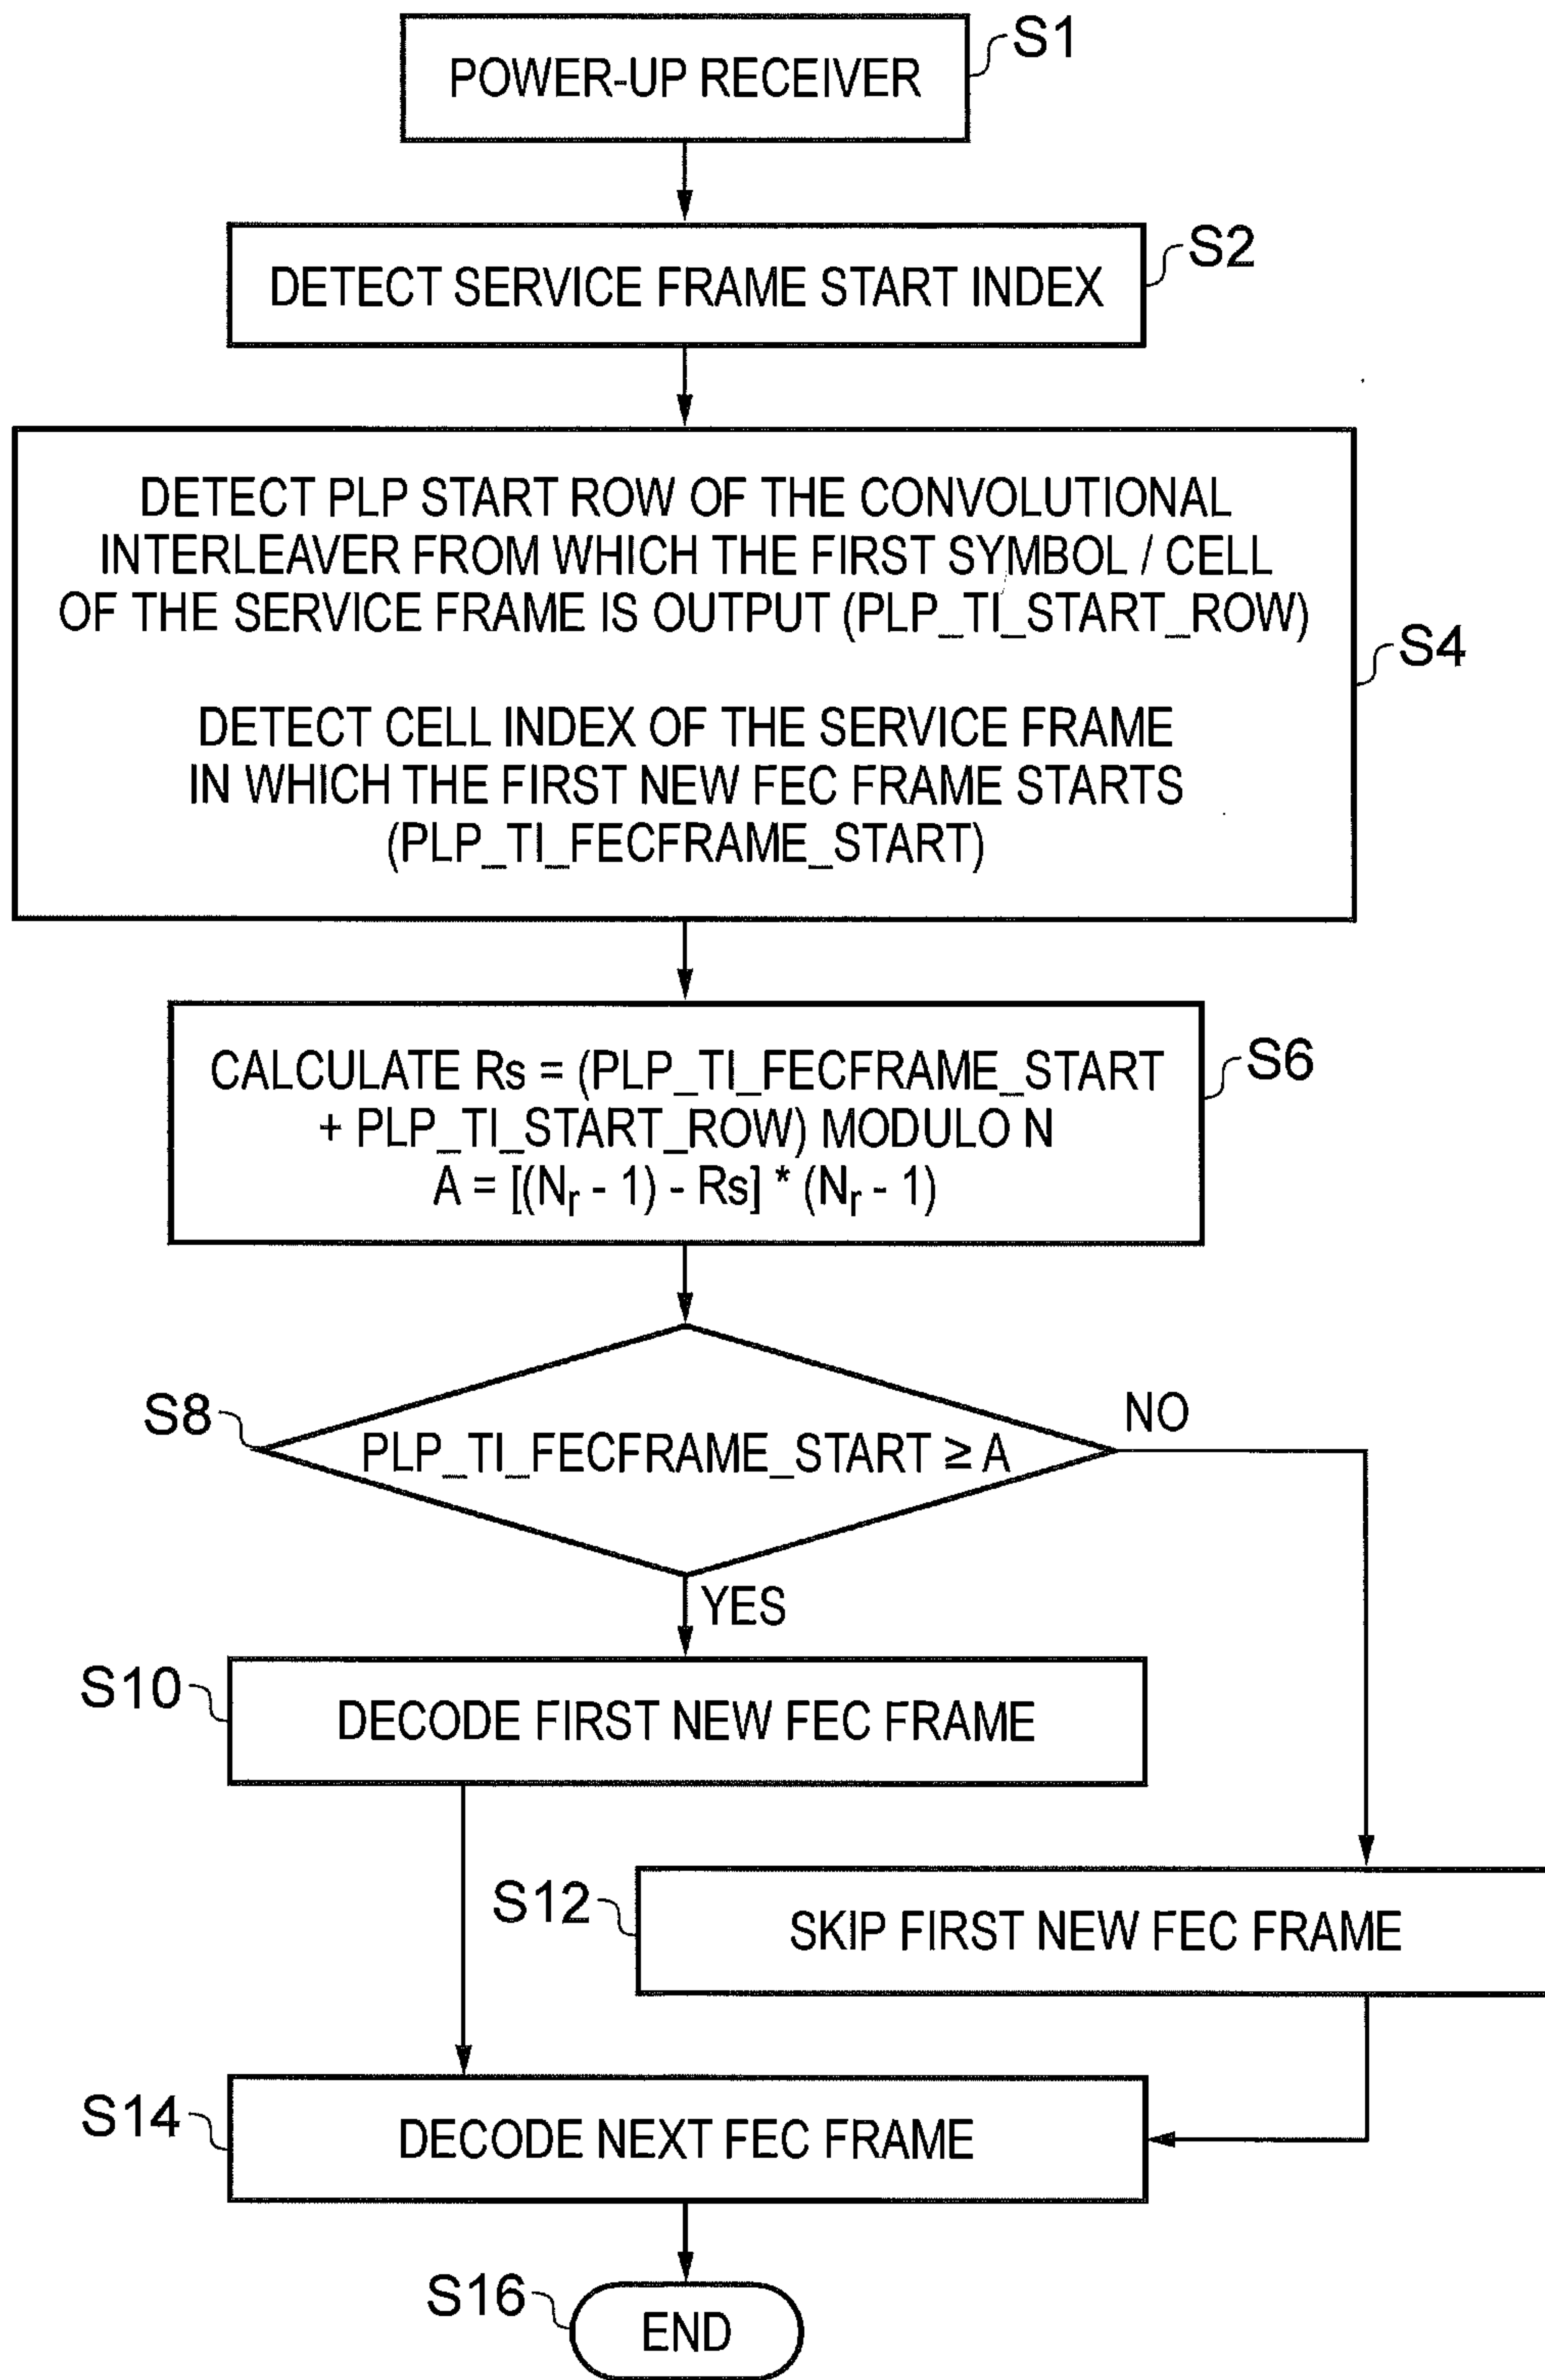 S1
POWER-UP RECEIVER
S2
DETECT SERVICE FRAME START INDEX
DETECT PLP START ROW OF THE CONVOLUTIONAL
INTERLEAVER FROM WHICH THE FIRST SYMBOL / CELL
OF THE SERVICE FRAME IS OUTPUT (PLP_TI_START_ROW)
S4
DETECT CELL INDEX OF THE SERVICE FRAME
IN WHICH THE FIRST NEW FEC FRAME STARTS
(PLP_TI_FECFRAME_START)
CALCULATE Rs = (PLP_TI_FECFRAME_START
S6
+ PLP_TI_START_ROW) MODULO N
A = [(Nr - 1) - Rs] * (Nr - 1)
S8
NO
PLP_TI_FECFRAME_START ≥ A
YES
S10
DECODE FIRST NEW FEC FRAME
S12
SKIP FIRST NEW FEC FRAME
S14
DECODE NEXT FEC FRAME
S16
END